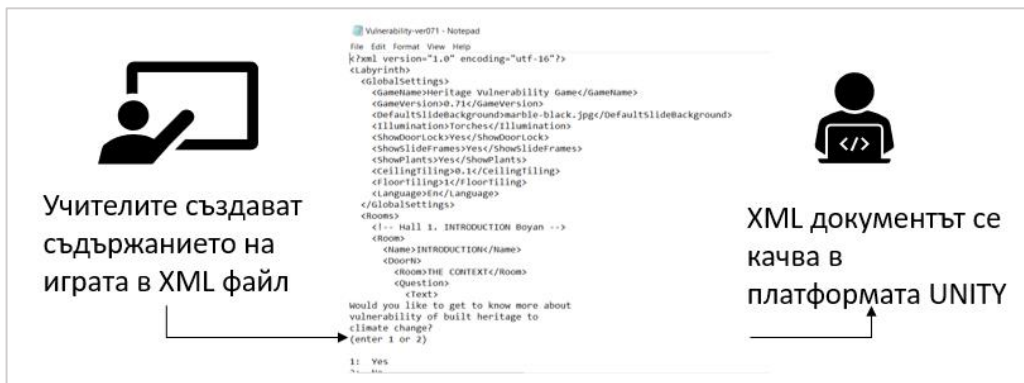 Vulnerability-ver071 - Notepad
File Edit Format View Help
<?xml version="1.0" encoding="utf-16"?>
<Labyrinth>
<GlobalSettings>
<GameName>Heritage Vulnerability Game</GameName>
<GameVersion>0.71</GameVersion>
<DefaultSlideBackground>marble-black.jpg</DefaultSlideBackground>
<Illumination>Torches</Illumination>
<ShowDoorLock>Yes</ShowDoorLock>
<ShowSlideFrames>Yes</ShowSlideFrames>
<ShowPlants>Yes</ShowPlants>
<CeilingTiling>0.1</CeilingTiling>
<FloorTiling>1</FloorTiling>
<Language>En</Language>
</GlobalSettings>
<Rooms>
<!-- Hall 1. INTRODUCTION Boyan -->
<Room>
<Name>INTRODUCTION</Name>
<DoorN>
<Room>THE CONTEXT</Room>
<Question>
<Text>
Would you like to get to know more about
vulnerability of built heritage to
climate change?
(enter 1 or 2)
1: Yes
Учителите създават
съдържанието на
играта в XML файл
</>
XML документът се
качва в
платформата UNITY